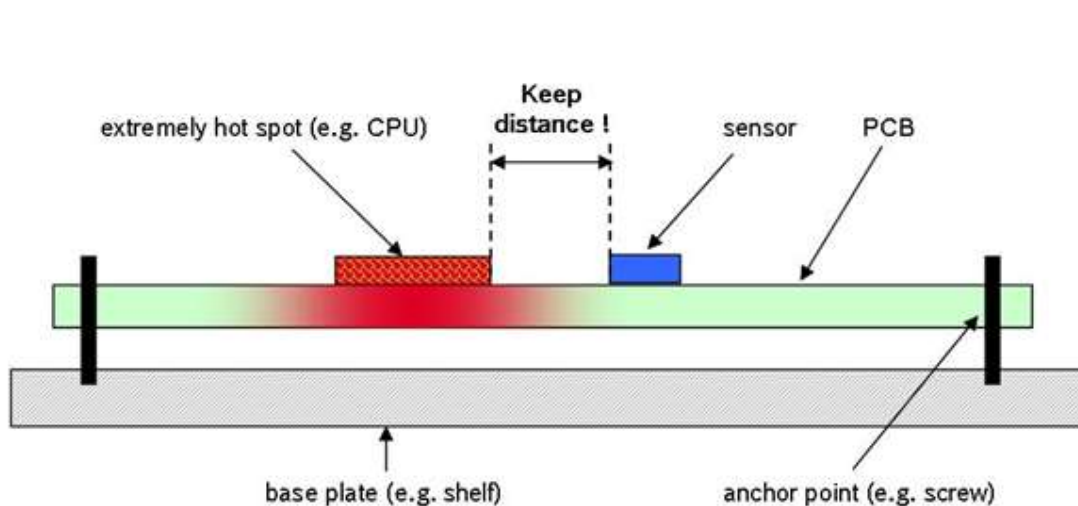 Keep
distance !
extremely hot spot (e.g. CPU)
sensor
PCB
base plate (e.g. shelf)
anchor point (e.g. screw)